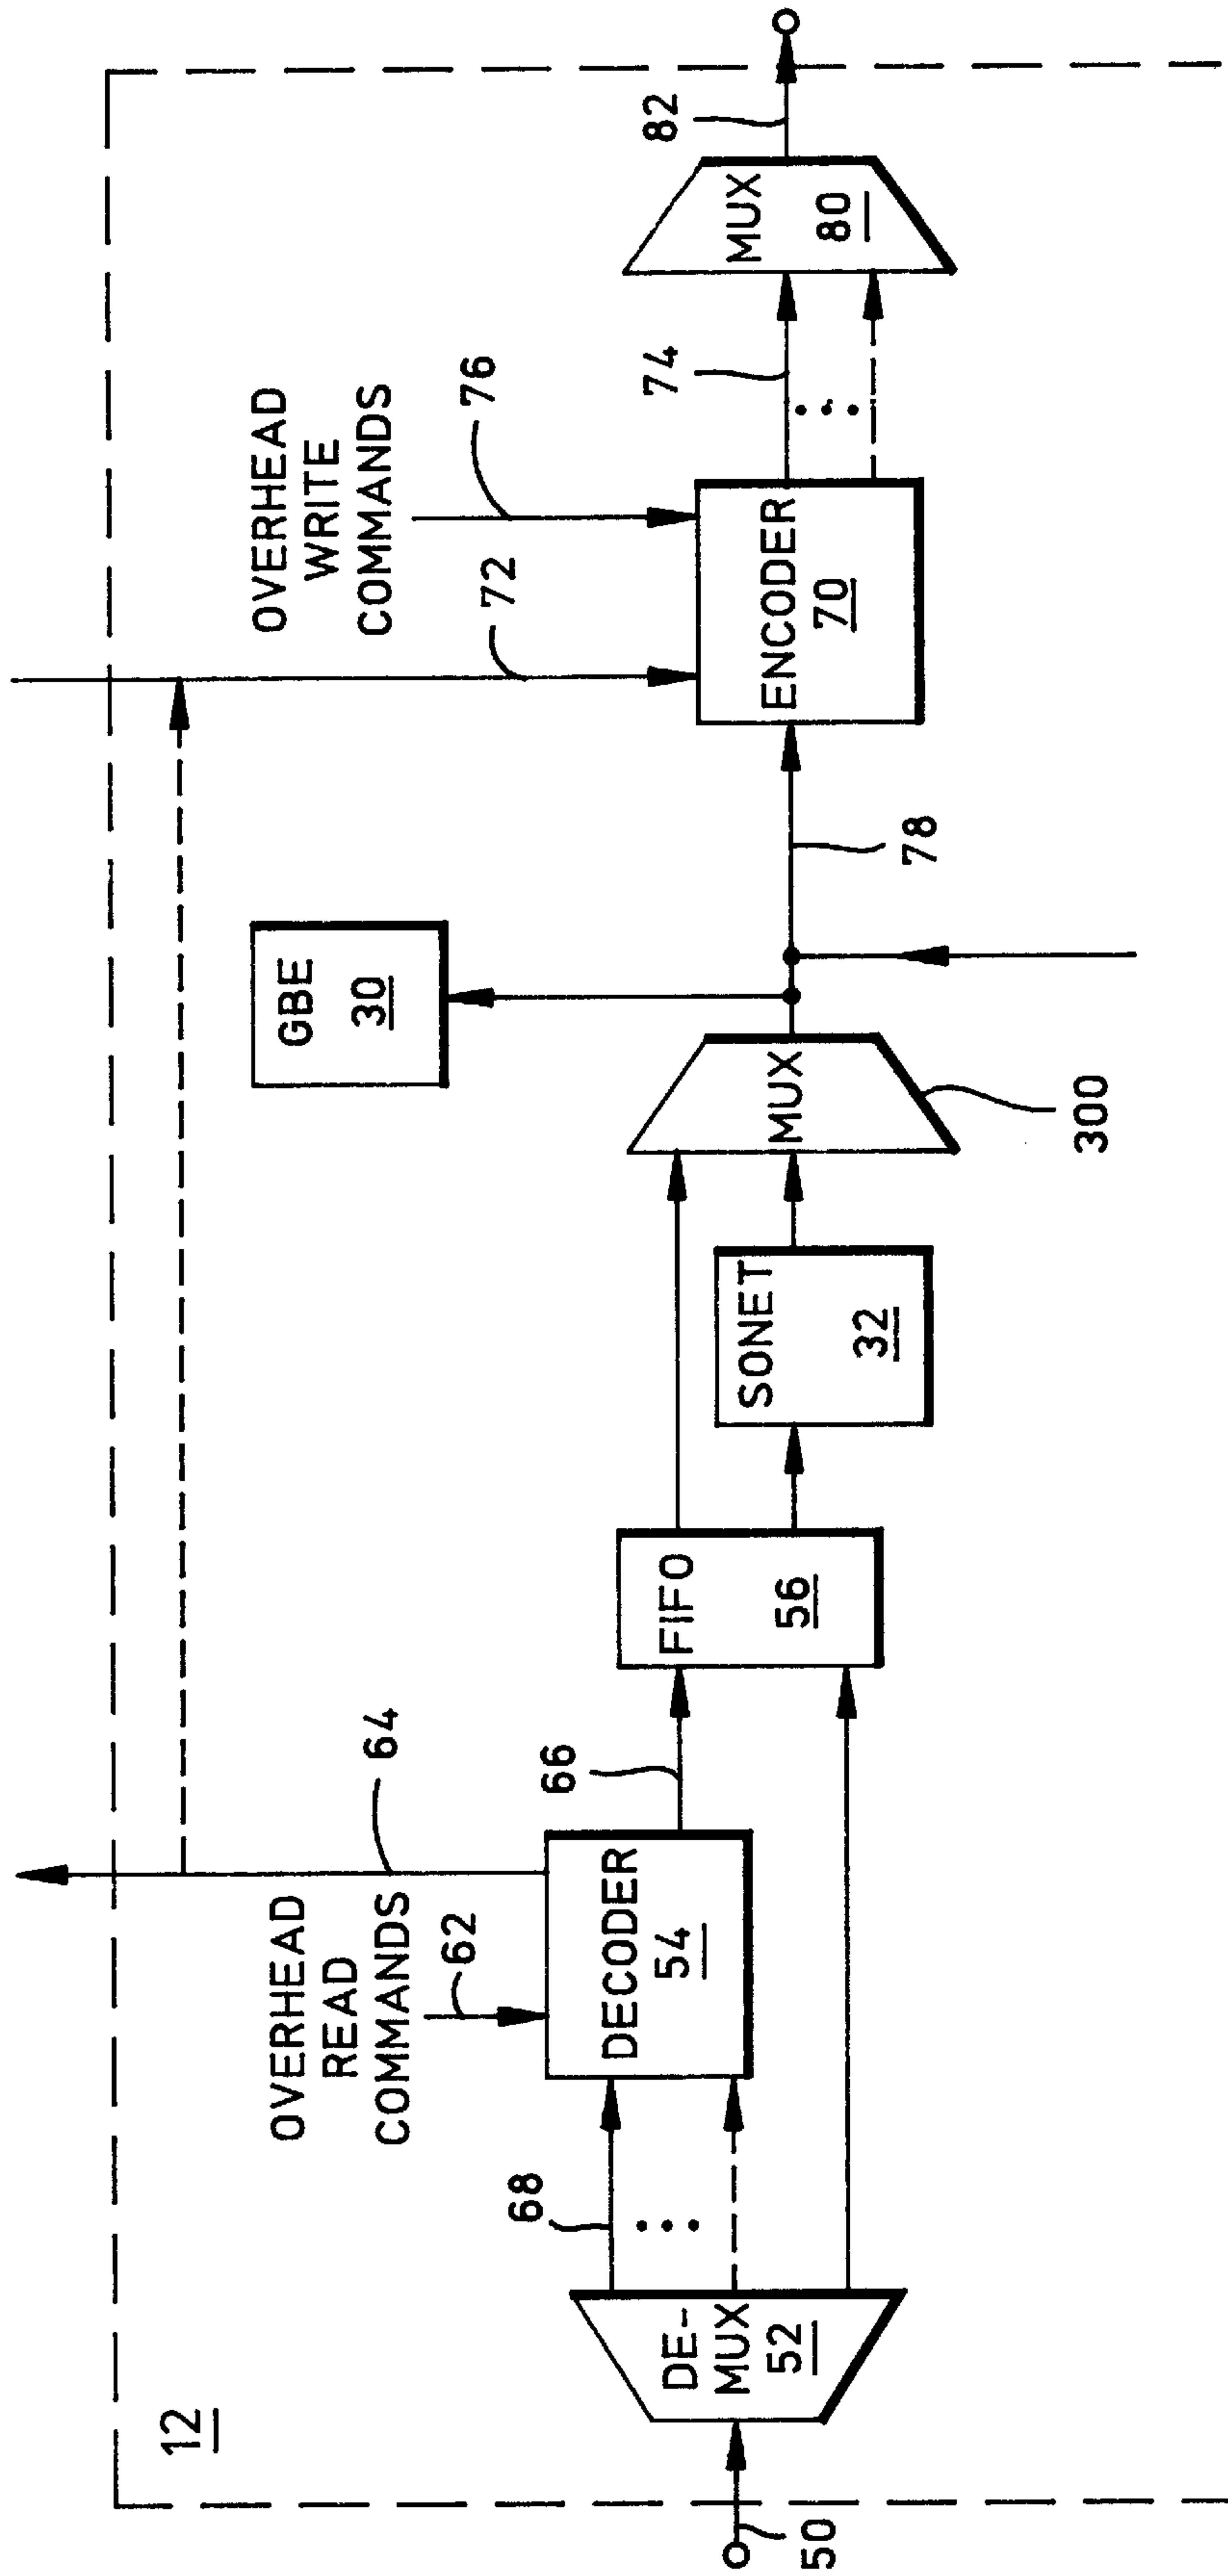 12
50
DE-
MUX
52
68
OVERHEAD
READ
COMMANDS
62
64
DECODER
54
66
FIFO
56
SONET
32
MUX
300
GBE
30
78
OVERHEAD
WRITE
COMMANDS
72
76
ENCODER
70
74
MUX
80
82